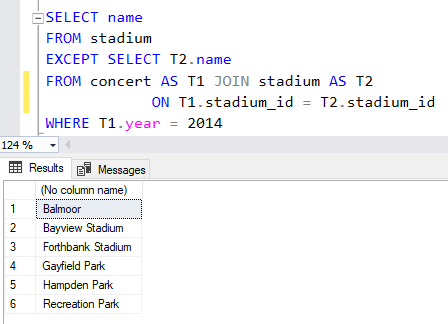 SELECT name
FROM stadium
EXCEPT SELECT T2.name
FROM concert AS T1 JOIN stadium AS T2
ON T1.stadium_id = T2.stadium_id
WHERE T1.year = 2014
124 %
Results Messages
(No column name)
1 Balmoor
2 Bayview Stadium
3 Forthbank Stadium
4 Gayfield Park
5 Hampden Park
6 Recreation Park